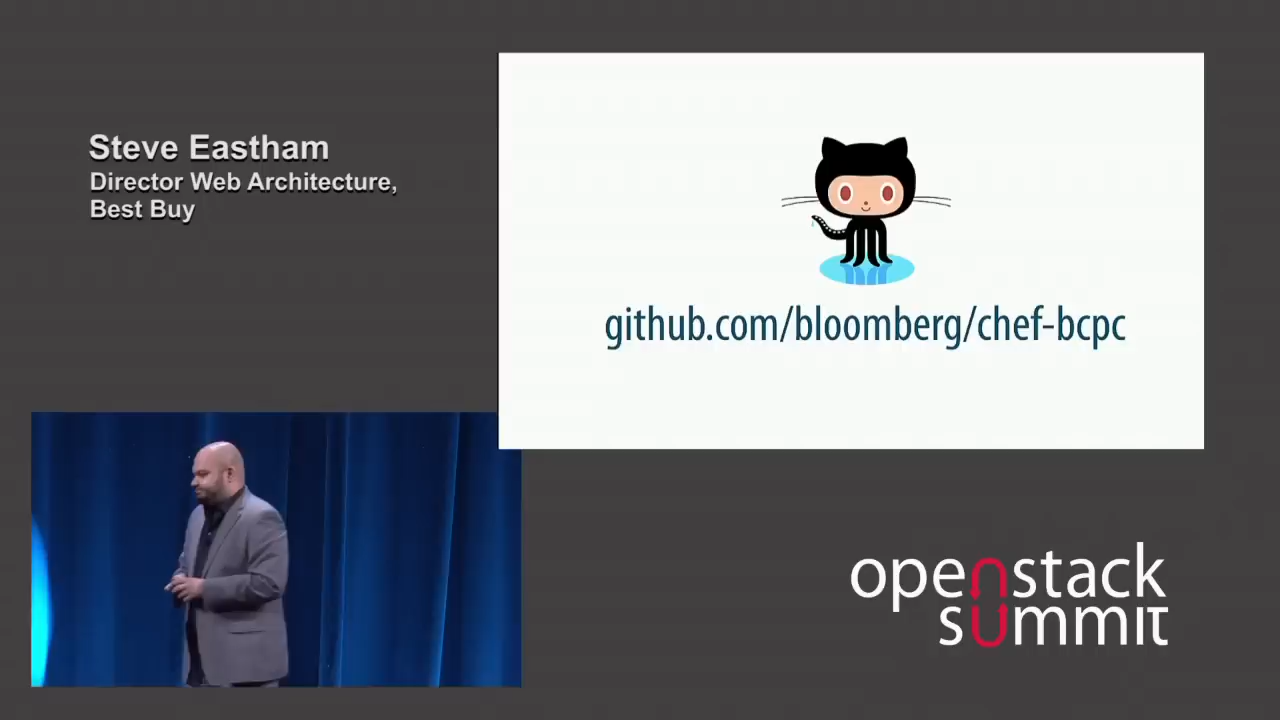 Steve Eastham
Director Web Architecture,
Best Buy
github.com/bloomberg/chef-bcpc
openstack
summit